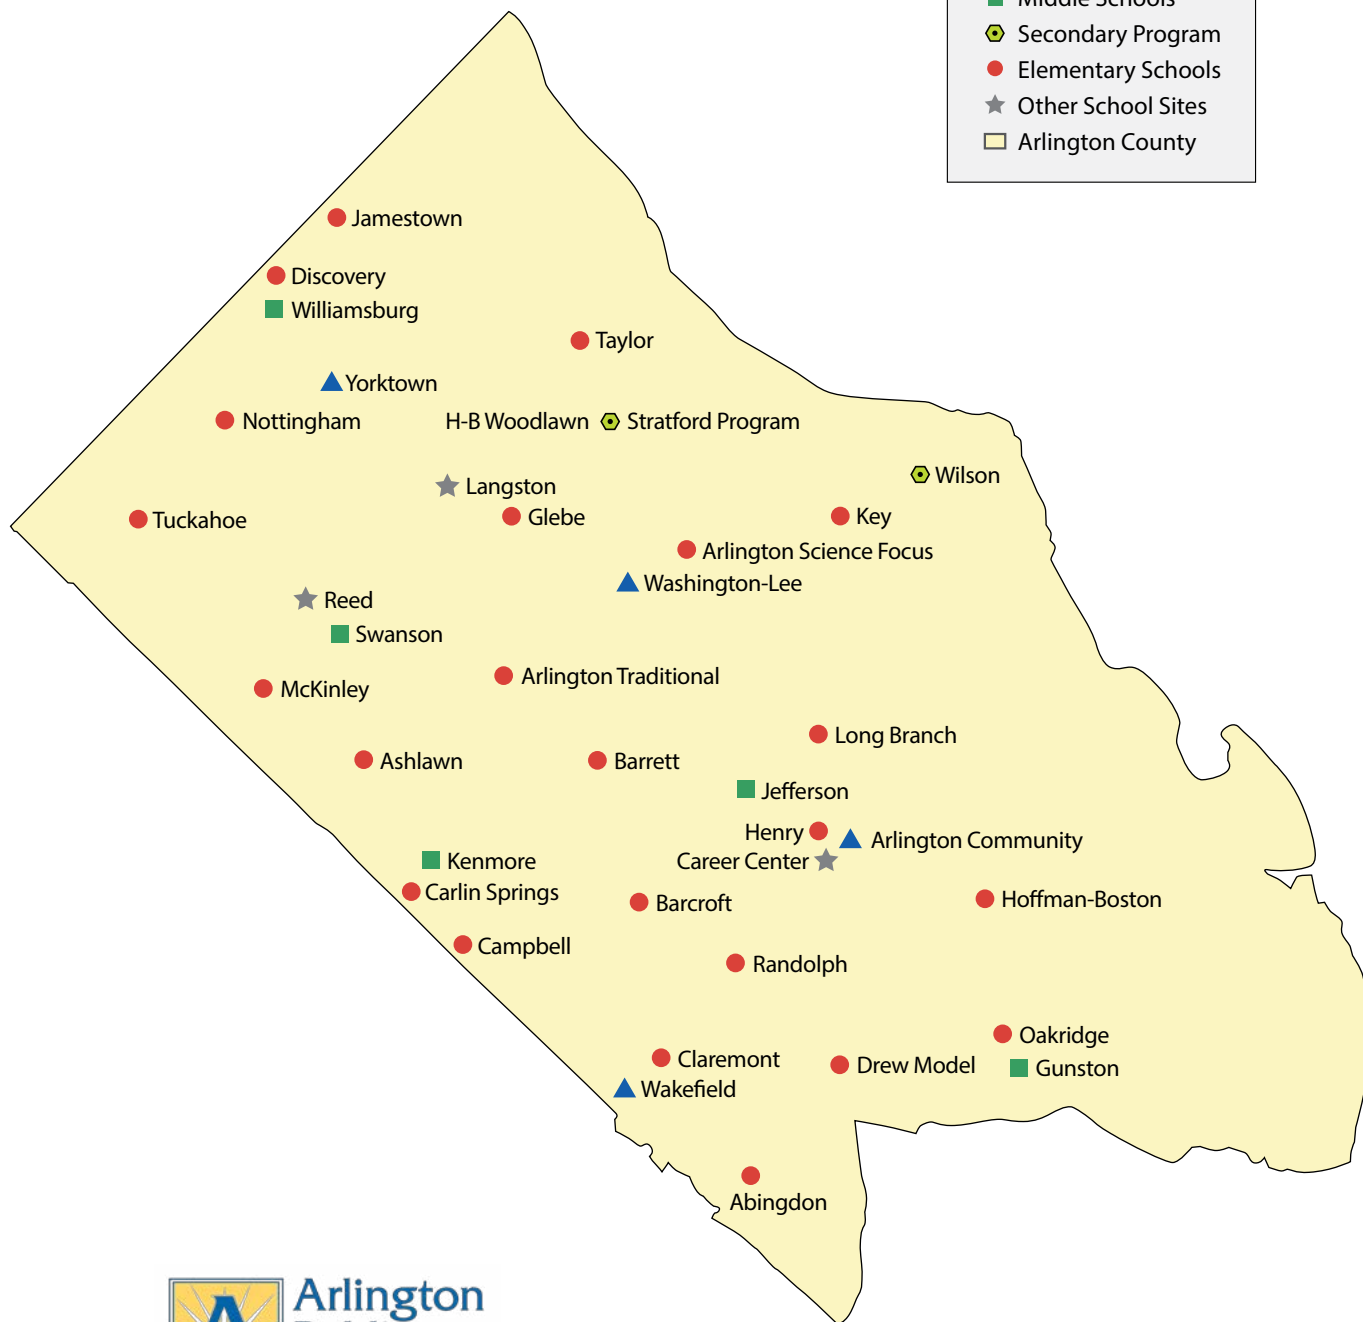 Middle Schools
Secondary Program
Elementary Schools
Other School Sites
Arlington County
Jamestown
Discovery
Williamsburg
Taylor
Yorktown
Nottingham
H-B Woodlawn
Stratford Program
Wilson
Langston
Tuckahoe
Glebe
Key
Arlington Science Focus
Washington-Lee
Reed
Swanson
Arlington Traditional
McKinley
Long Branch
Ashlawn
Barrett
Jefferson
Henry
Arlington Community
Kenmore
Career Center
Carlin Springs
Barcroft
Hoffman-Boston
Campbell
Randolph
Oakridge
Claremont
Drew Model
Gunston
Wakefield
Abingdon
A
Arlington